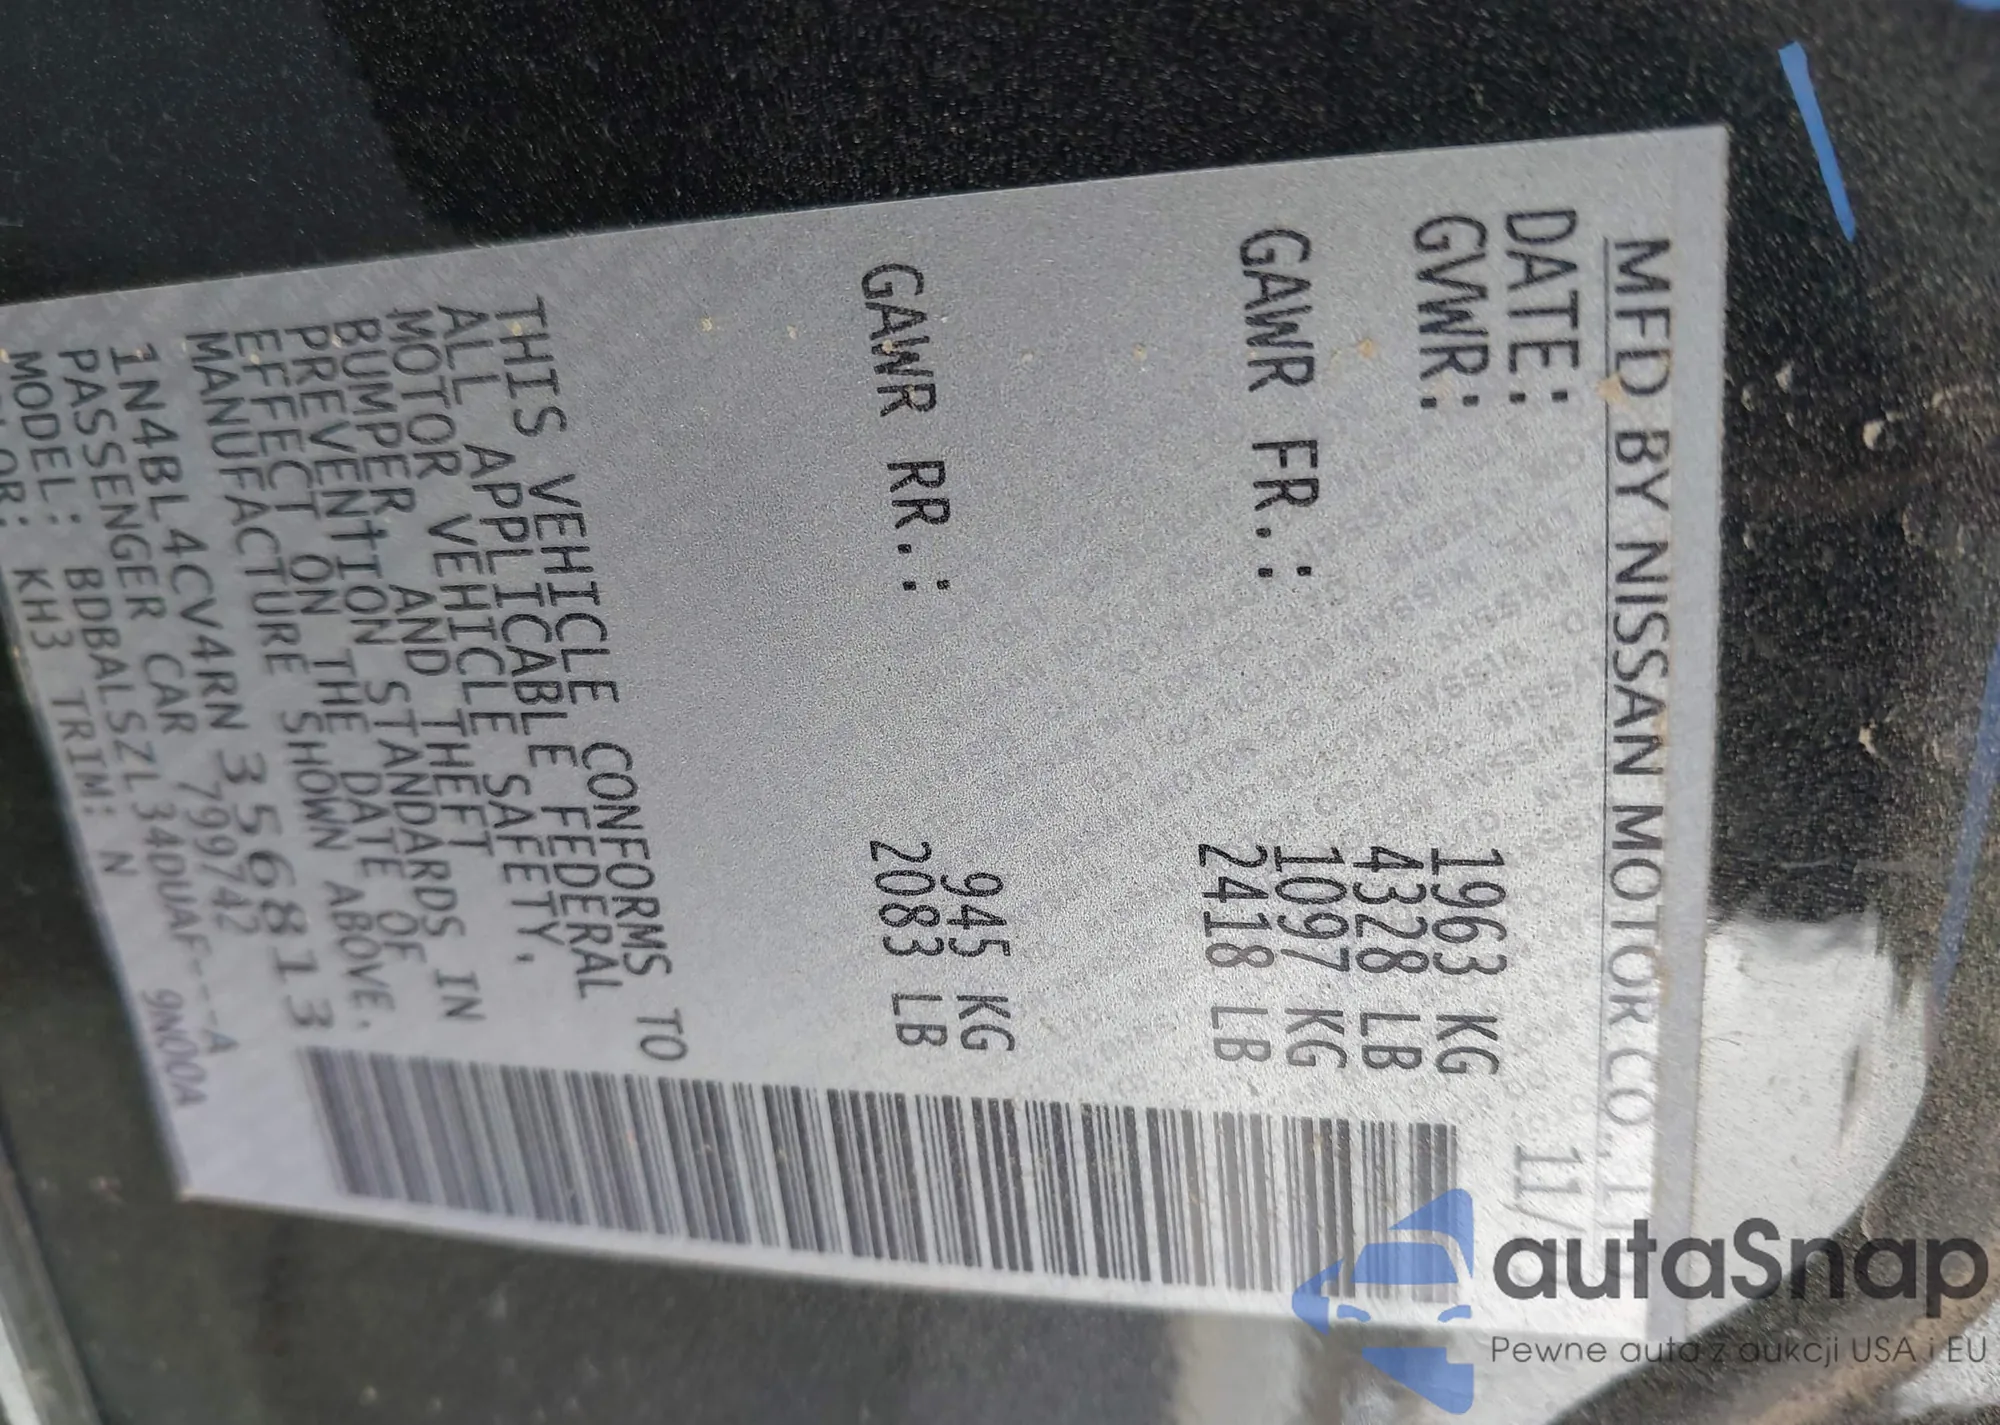 MFD BY NISSAN MOTOR CO.,
DATE: 11/
GVWR: 1963 KG
4328 LB
GAWR FR.: 1097 KG
2418 LB
GAWR RR.: 945 KG
2083 LB
THIS VEHICLE CONFORMS TO
ALL APPLICABLE FEDERAL
MOTOR VEHICLE SAFETY,
BUMPER AND THEFT
PREVENTION STANDARDS IN
EFFECT ON THE DATE OF
MANUFACTURE SHOWN ABOVE.
1N4BL4CV4RN356813
PASSENGER CAR 799742
MODEL: BDBALSZL34DUAF---A
KH3 TRIM: N 9N00A
autaSnap
Pewne auta z aukcji USA i EU